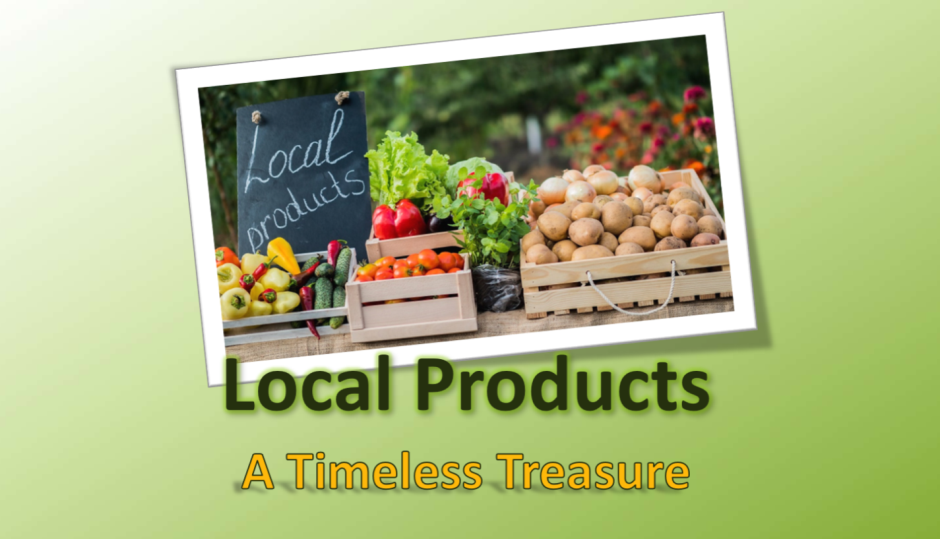 Local
products
Local Products
A Timeless Treasure